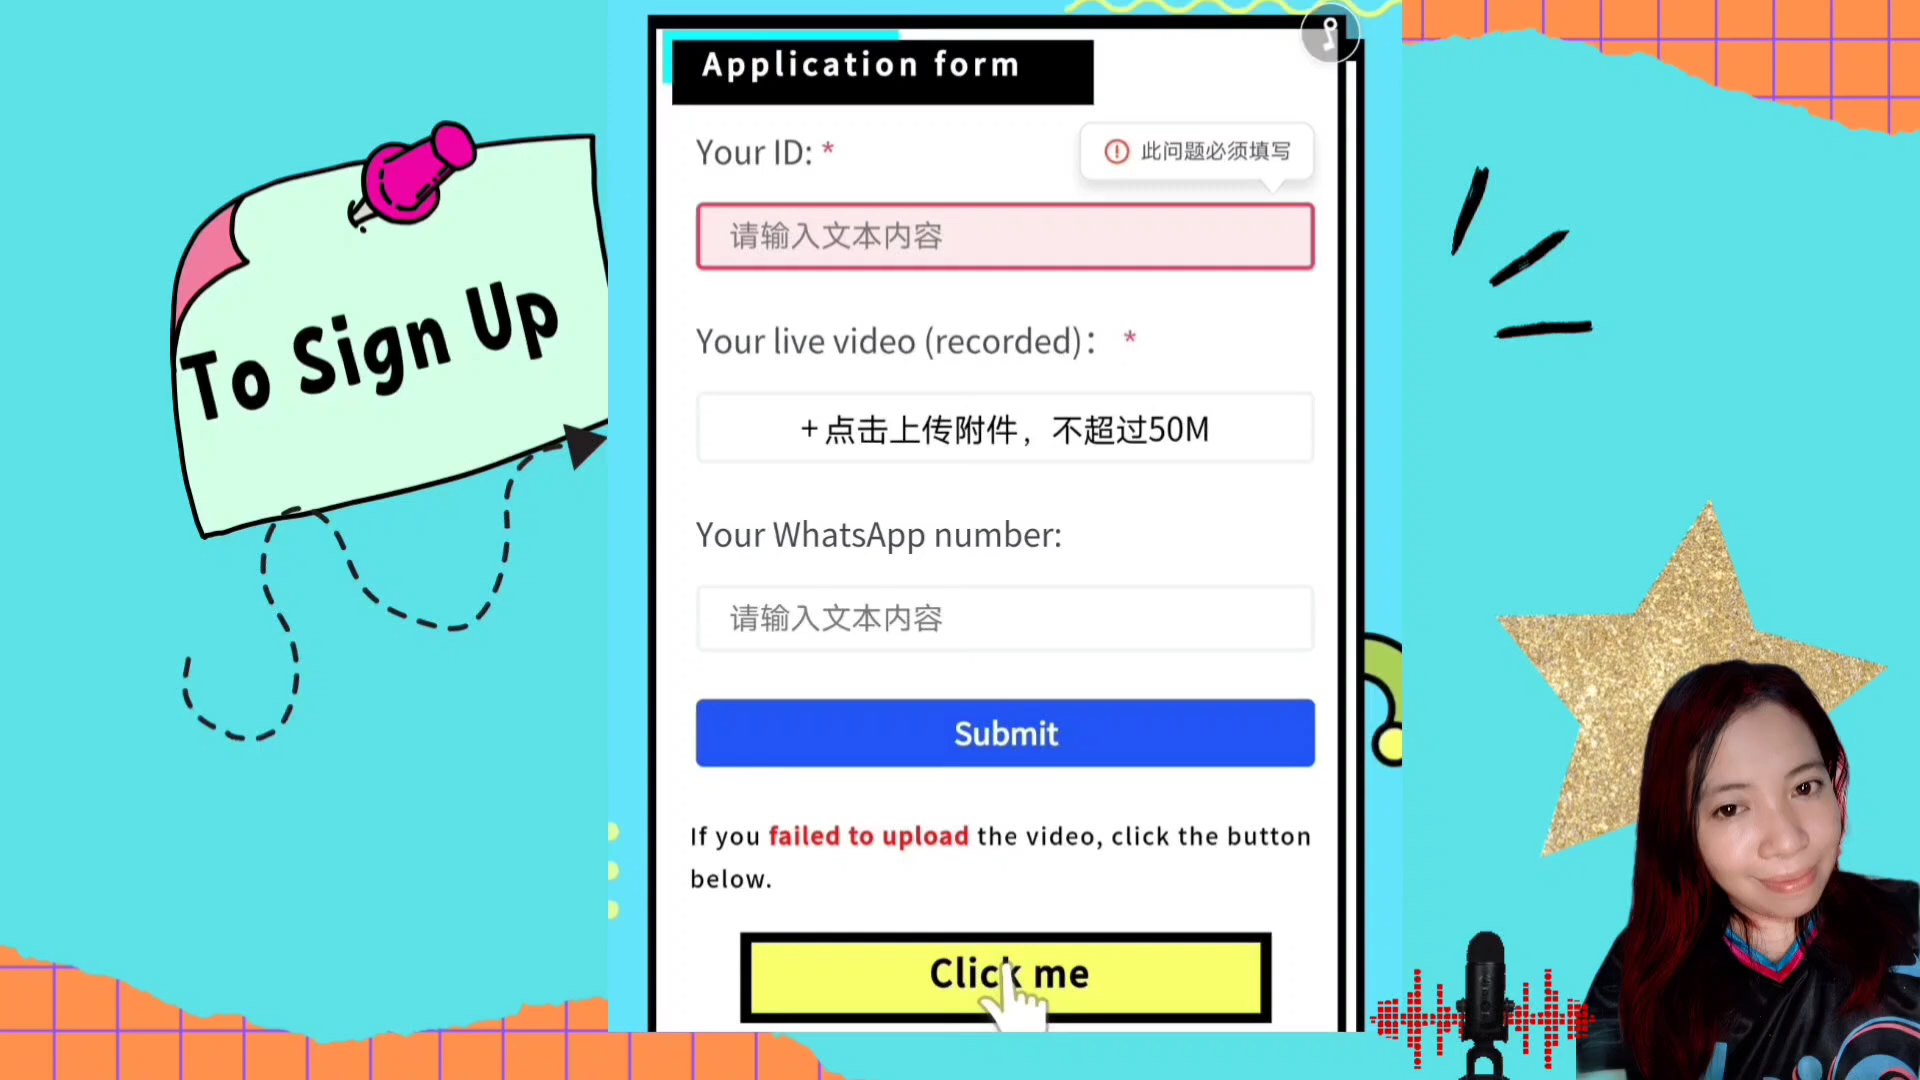 To Sign Up
Application form
Your ID: *
此问题必须填写
请输入文本内容
Your live video (recorded)： *
+ 点击上传附件，不超过50M
Your WhatsApp number:
请输入文本内容
Submit
If you failed to upload the video, click the button
below.
Click me